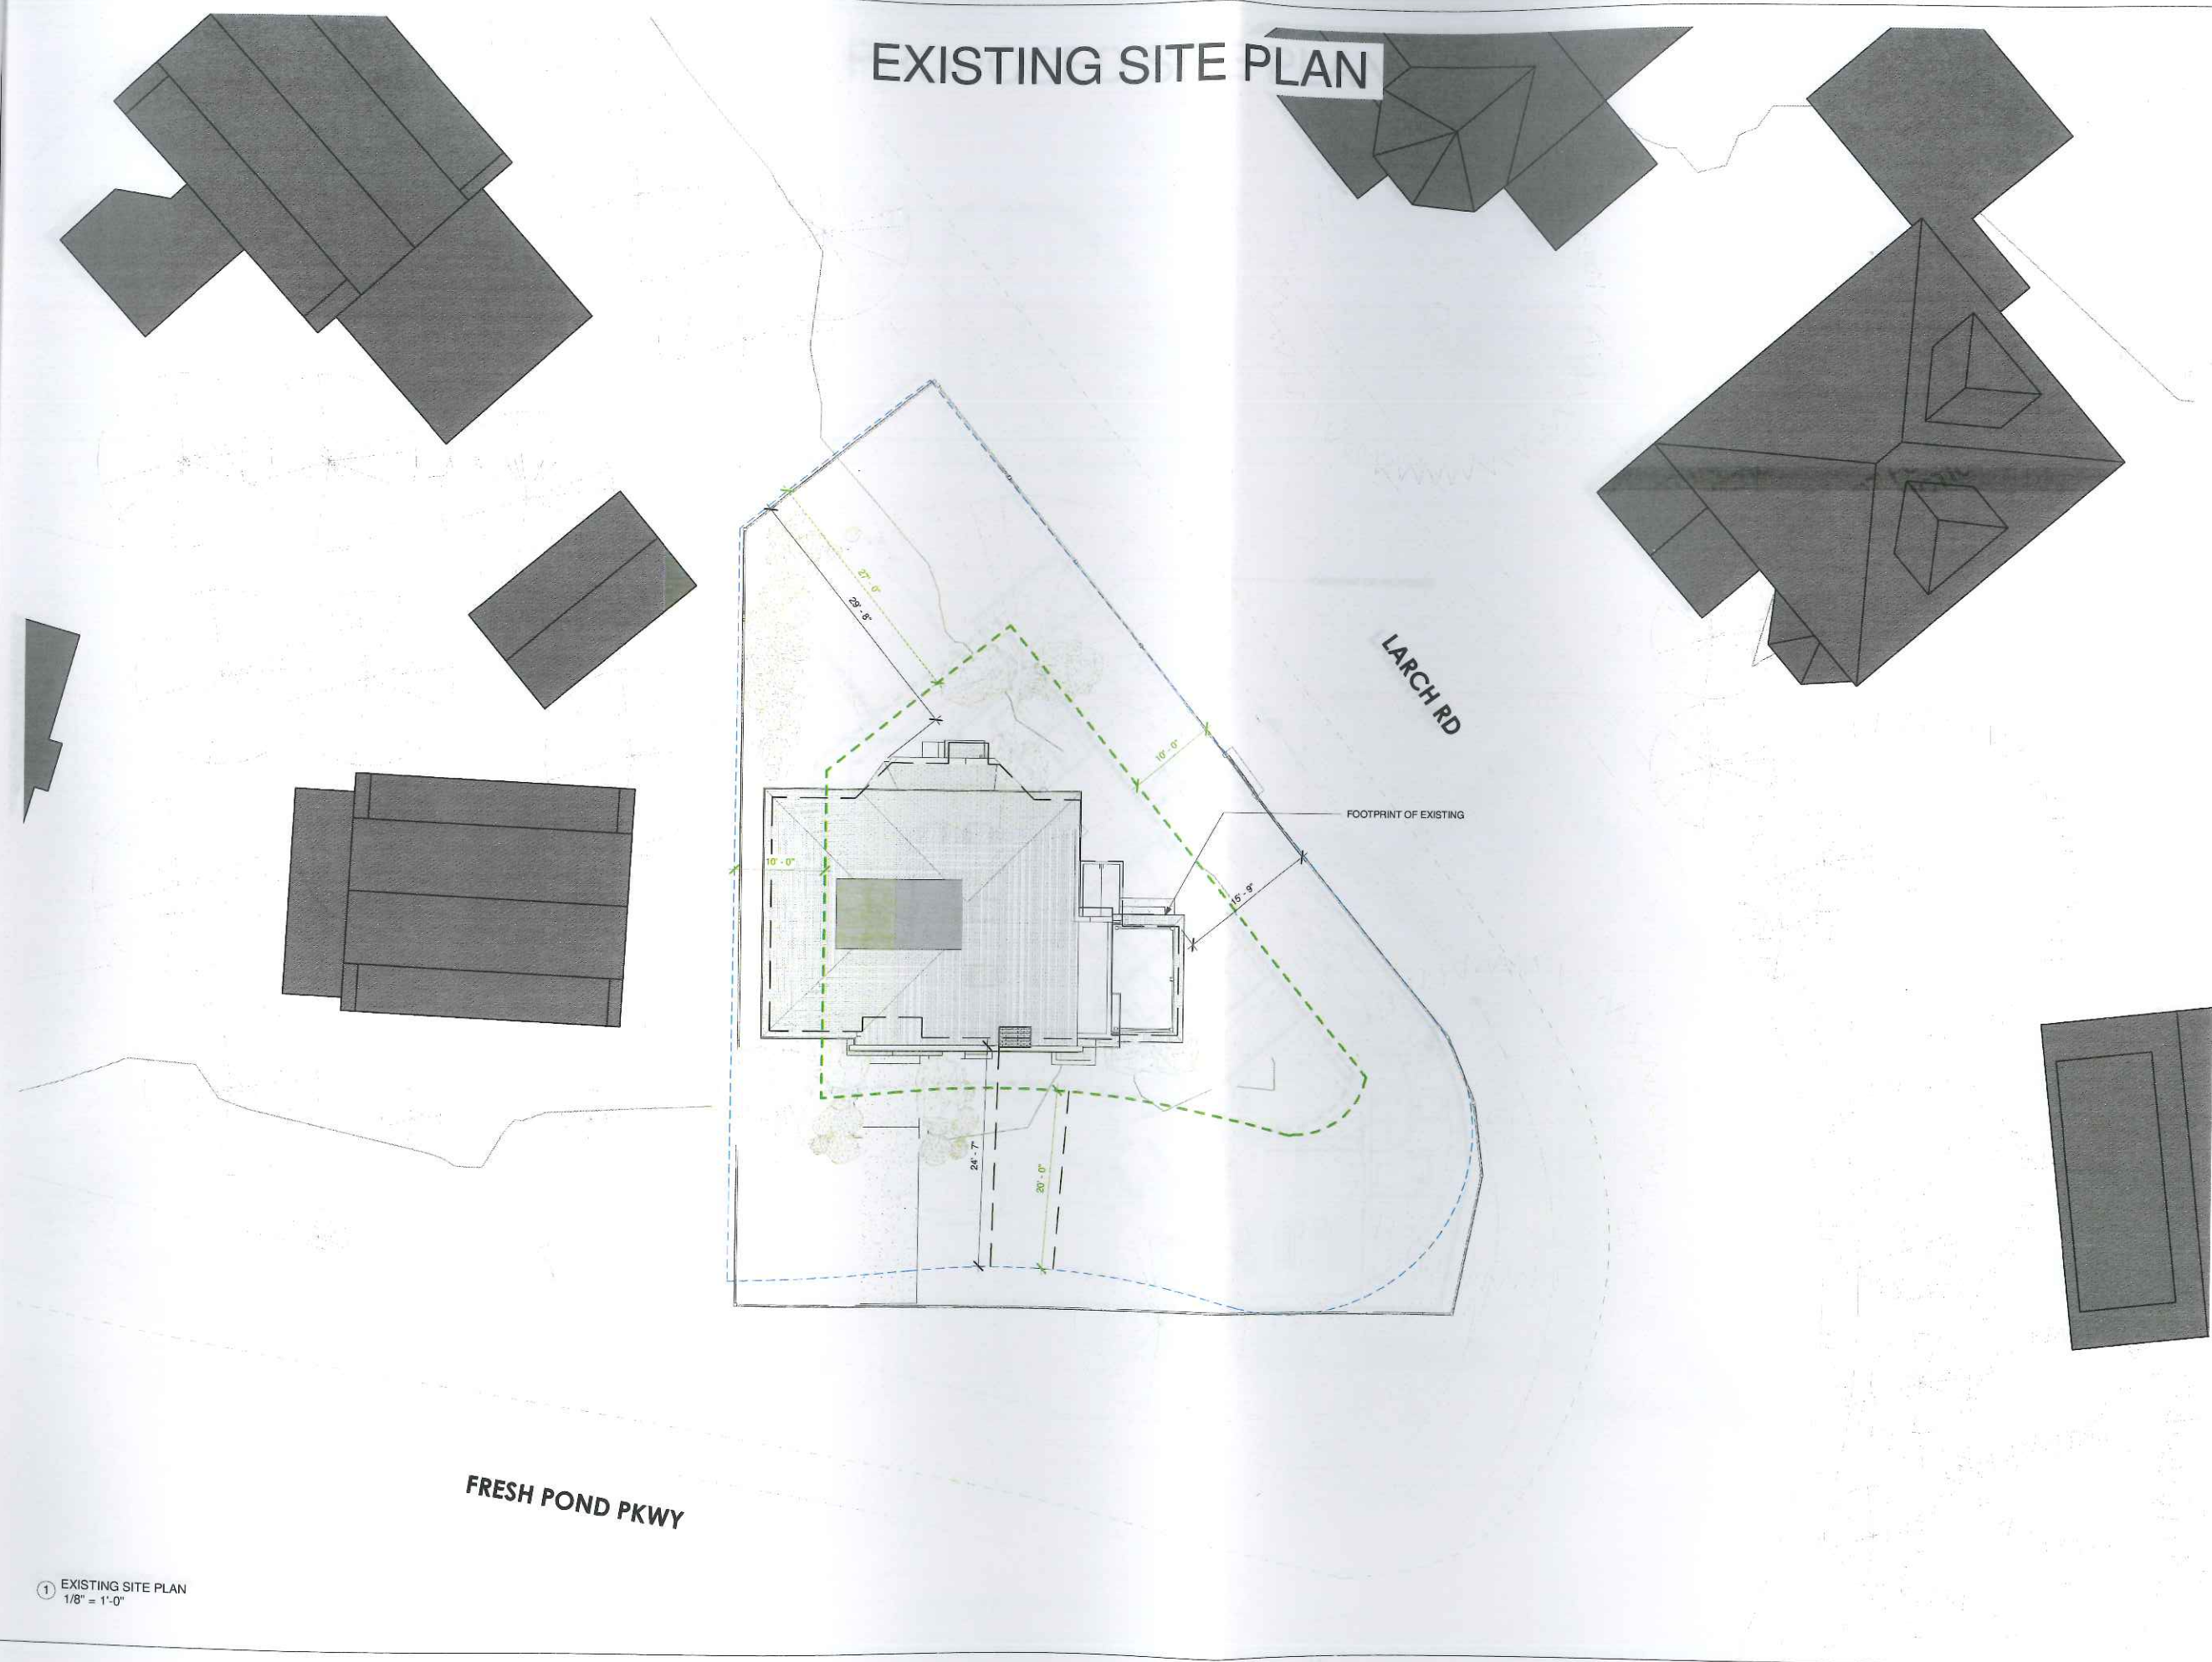 EXISTING SITE PLAN
27' - 0"
29' - 8"
LARCH RD
10' - 0"
FOOTPRINT OF EXISTING
10' - 0"
15' - 9"
24' - 7"
20' - 0"
FRESH POND PKWY
1 EXISTING SITE PLAN
1/8" = 1'-0"